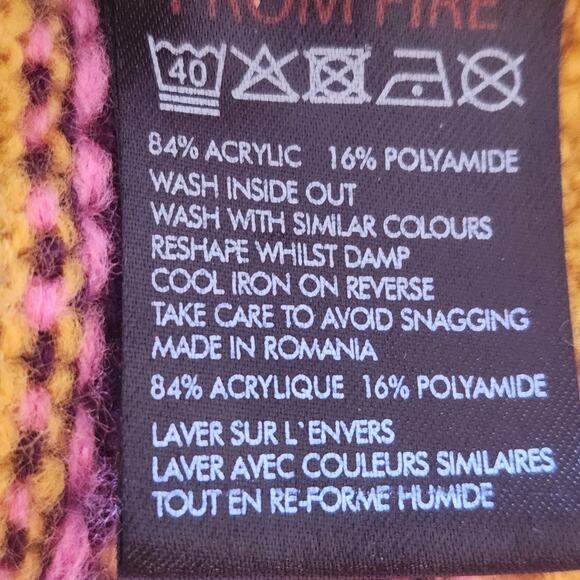 FROM FIRE
40
84% ACRYLIC 16% POLYAMIDE
WASH INSIDE OUT
WASH WITH SIMILAR COLOURS
RESHAPE WHILST DAMP
COOL IRON ON REVERSE
TAKE CARE TO AVOID SNAGGING
MADE IN ROMANIA
84% ACRYLIQUE 16% POLYAMIDE
LAVER SUR L'ENVERS
LAVER AVEC COULEURS SIMILAIRES
TOUT EN RE-FORME HUMIDE